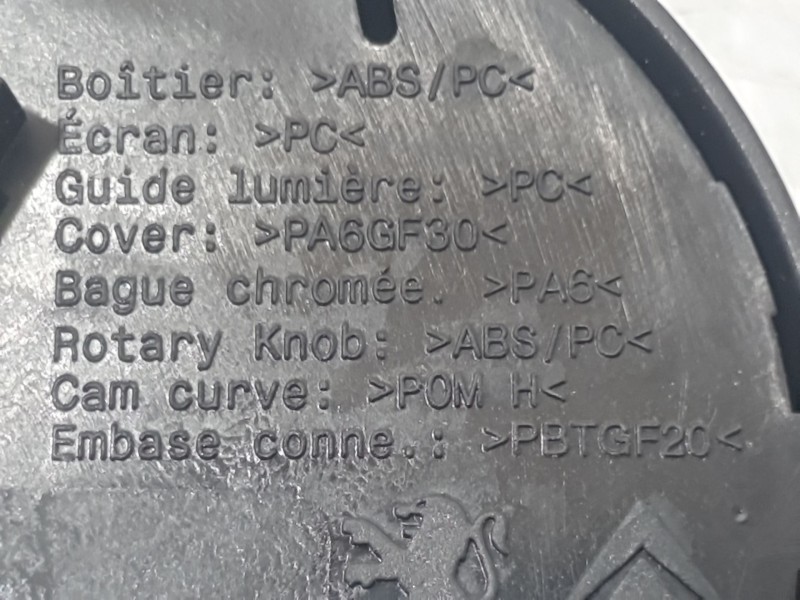 Boîtier: >ABS/PC<
Écran: >PC<
Guide lumière: >PC<
Cover: >PA6GF30<
Bague chromée. >PA6<
Rotary Knob: >ABS/PC<
Cam curve: >POM H<
Embase conne.: >PBTGF20<